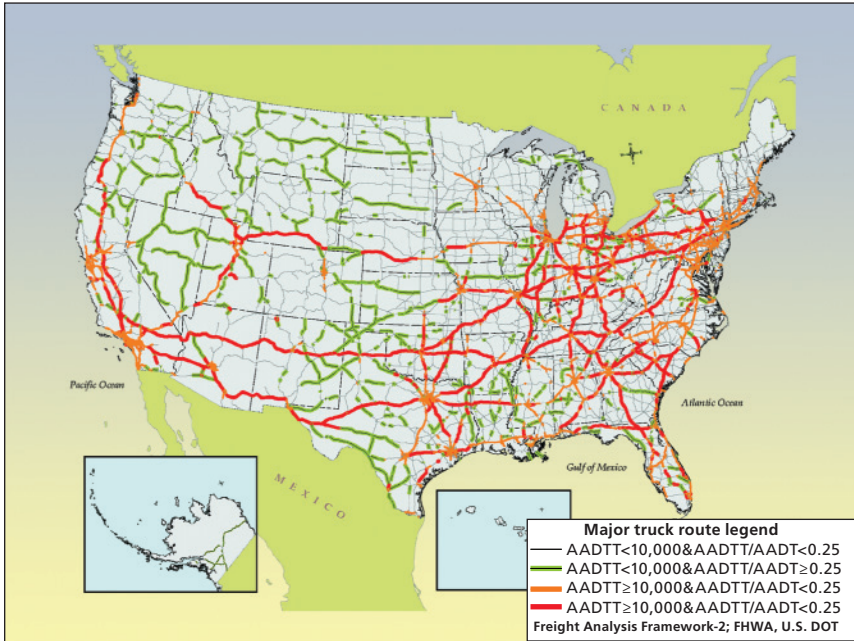 CANADA
Pacific Ocean
Atlantic Ocean
Gulf of Mexico
MEXICO
Major truck route legend
AADTT<10,000&AADTT/AADT<0.25
AADTT<10,000&AADTT/AADT≥0.25
AADTT≥10,000&AADTT/AADT<0.25
AADTT≥10,000&AADTT/AADT<0.25
Freight Analysis Framework-2; FHWA, U.S. DOT